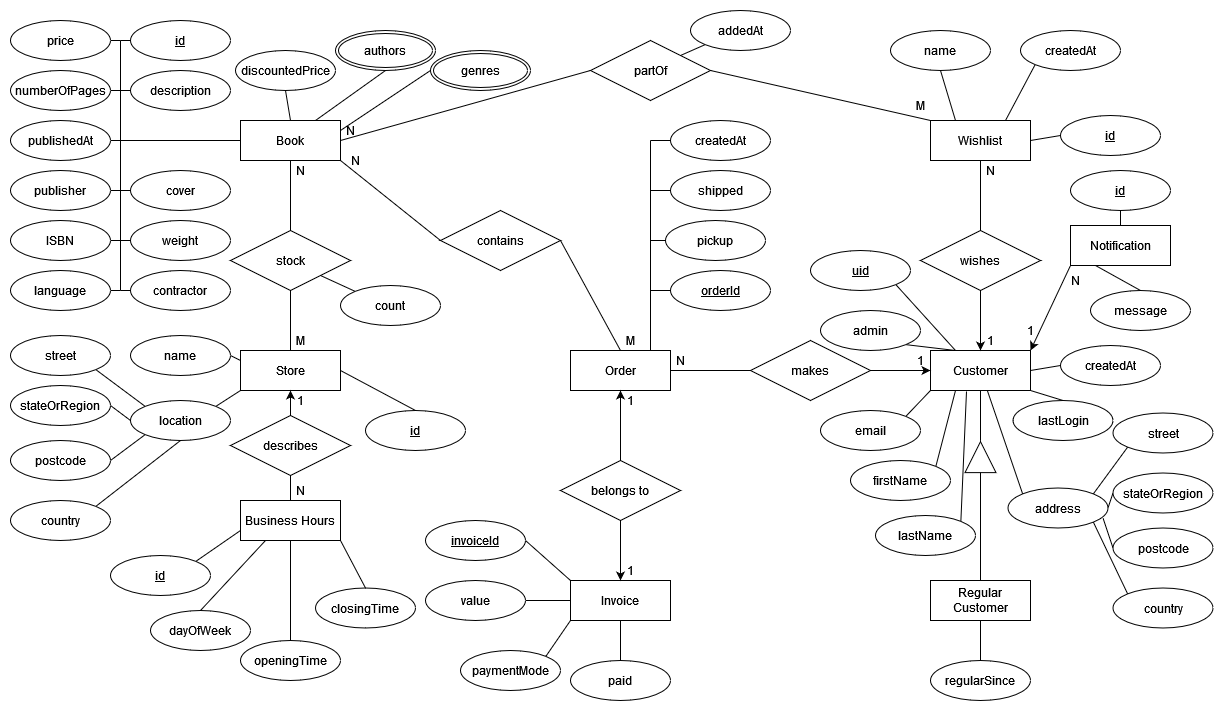 price
id
authors
discountedPrice
genres
addedAt
partOf
name
createdAt
numberOfPages
description
M
publishedAt
Book
N
N
N
createdAt
Wishlist
id
N
publisher
cover
shipped
id
ISBN
weight
contains
pickup
Notification
language
contractor
stock
count
orderId
uid
wishes
N
message
street
name
M
M
admin
1
1
stateOrRegion
Store
Order
N
makes
1
Customer
createdAt
location
1
1
id
email
lastLogin
street
postcode
describes
firstName
country
N
Business Hours
belongs to
address
stateOrRegion
lastName
invoiceId
postcode
id
1
closingTime
value
Invoice
Regular
Customer
country
dayOfWeek
openingTime
paymentMode
paid
regularSince